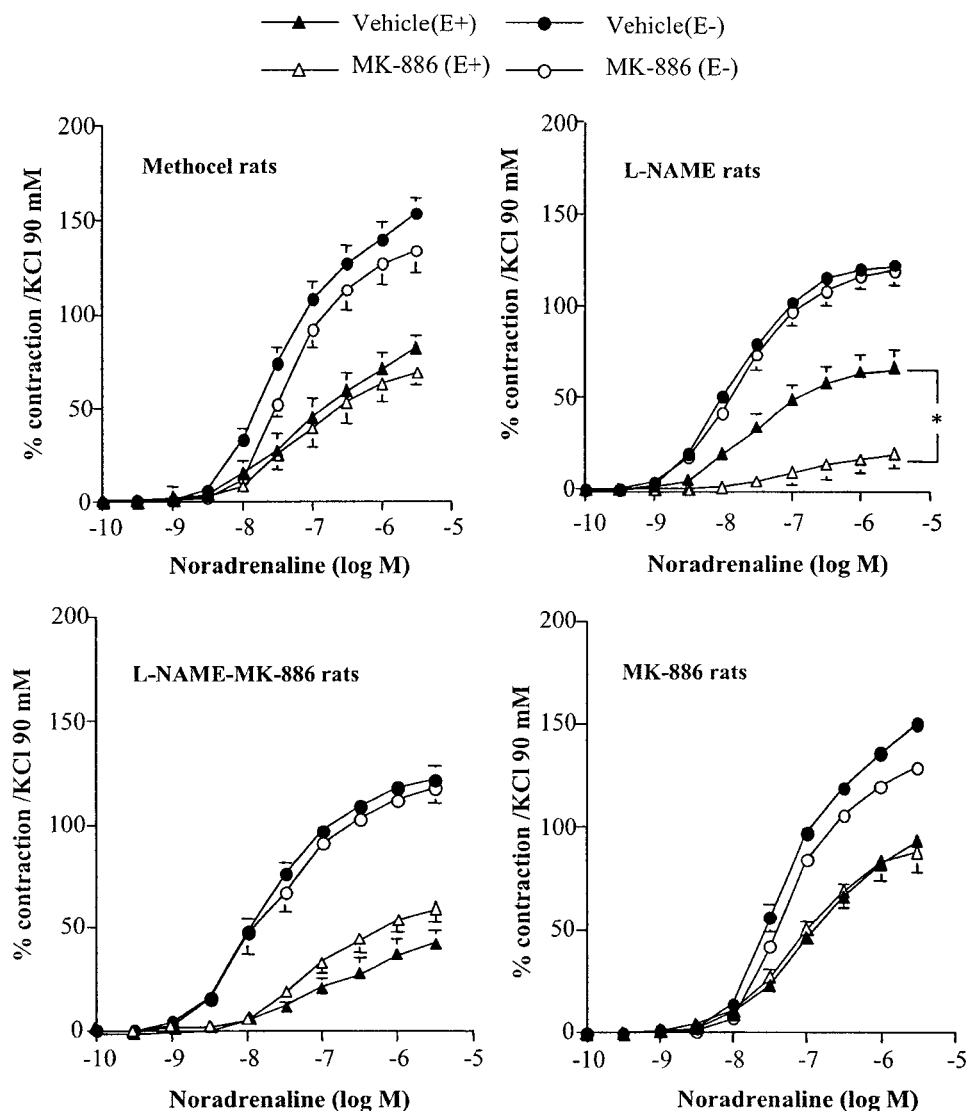 Vehicle(E+) Vehicle(E-)
MK-886 (E+) MK-886 (E-)
Methocel rats
% contraction /KCl 90 mM
200
150
100
50
0
-10 -9 -8 -7 -6 -5
Noradrenaline (log M)
L-NAME rats
% contraction /KCl 90 mM
200
150
100
50
0
*
-10 -9 -8 -7 -6 -5
Noradrenaline (log M)
L-NAME-MK-886 rats
% contraction /KCl 90 mM
200
150
100
50
0
-10 -9 -8 -7 -6 -5
Noradrenaline (log M)
MK-886 rats
% contraction /KCl 90 mM
200
150
100
50
0
-10 -9 -8 -7 -6 -5
Noradrenaline (log M)